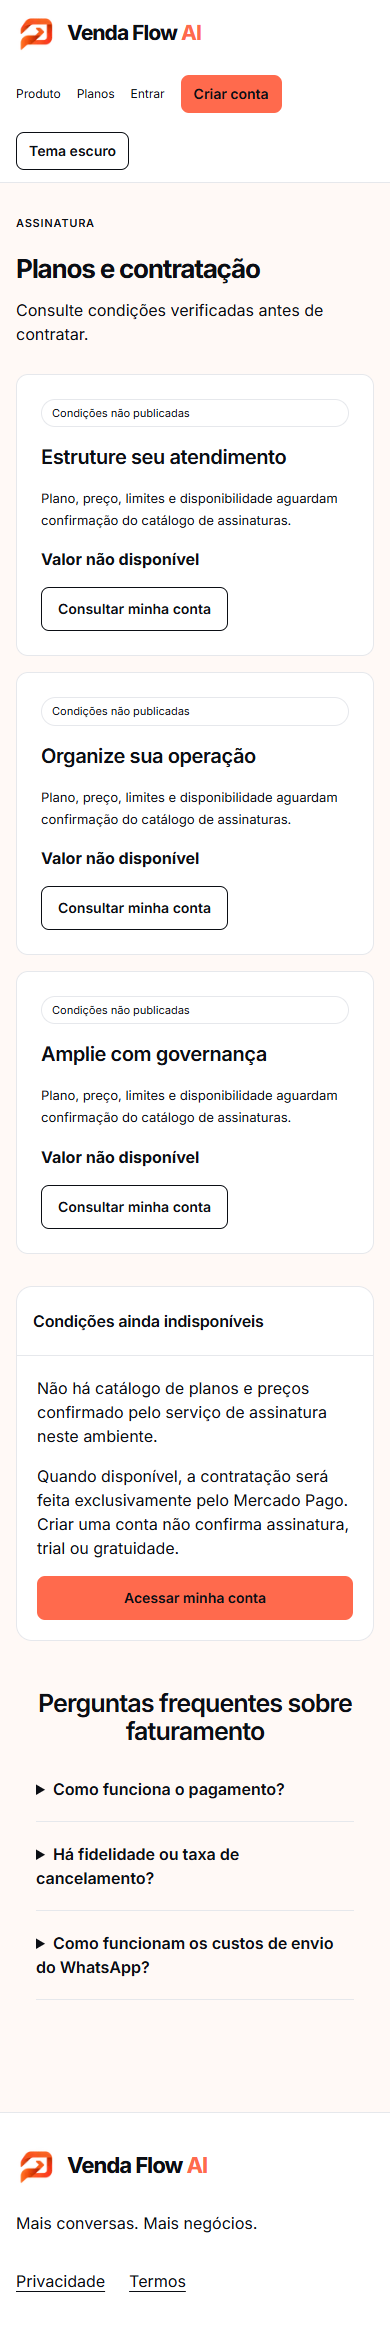 Venda Flow AI
Produto Planos Entrar Criar conta
Tema escuro
ASSINATURA
Planos e contratação
Consulte condições verificadas antes de
contratar.
Condições não publicadas
Estruture seu atendimento
Plano, preço, limites e disponibilidade aguardam
confirmação do catálogo de assinaturas.
Valor não disponível
Consultar minha conta
Condições não publicadas
Organize sua operação
Plano, preço, limites e disponibilidade aguardam
confirmação do catálogo de assinaturas.
Valor não disponível
Consultar minha conta
Condições não publicadas
Amplie com governança
Plano, preço, limites e disponibilidade aguardam
confirmação do catálogo de assinaturas.
Valor não disponível
Consultar minha conta
Condições ainda indisponíveis
Não há catálogo de planos e preços
confirmado pelo serviço de assinatura
neste ambiente.
Quando disponível, a contratação será
feita exclusivamente pelo Mercado Pago.
Criar uma conta não confirma assinatura,
trial ou gratuidade.
Acessar minha conta
Perguntas frequentes sobre
faturamento
Como funciona o pagamento?
Há fidelidade ou taxa de
cancelamento?
Como funcionam os custos de envio
do WhatsApp?
Venda Flow AI
Mais conversas. Mais negócios.
Privacidade Termos